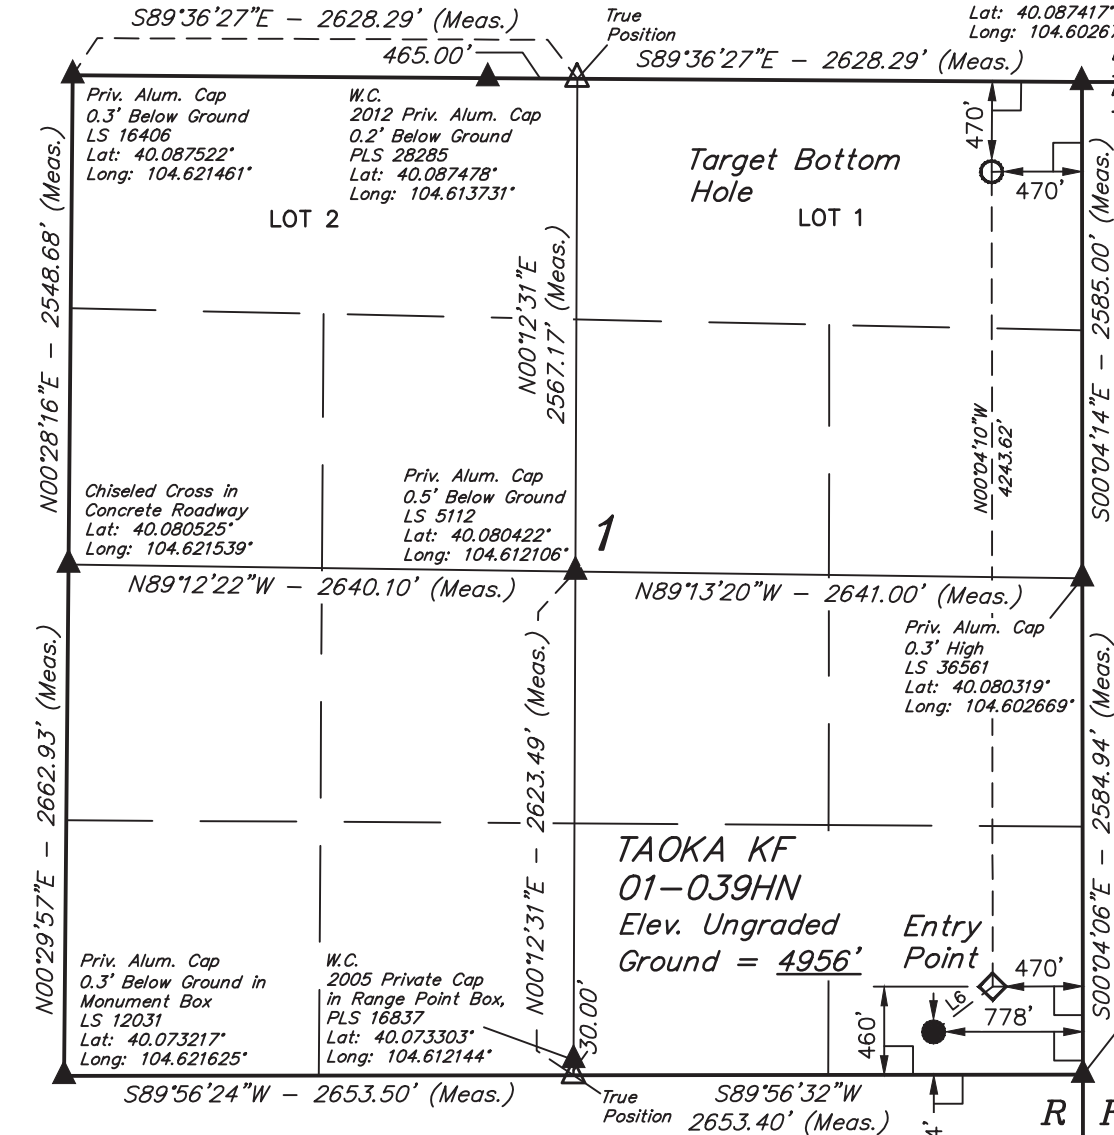 S89°36'27"E - 2628.29' (Meas.)
465.00'
True
Position
S89°36'27"E - 2628.29' (Meas.)
Lat: 40.087417°
Priv. Alum. Cap
0.3' Below Ground
LS 16406
Lat: 40.087522°
Long: 104.621461°
W.C.
2012 Priv. Alum. Cap
0.2' Below Ground
PLS 28285
Lat: 40.087478°
Long: 104.613731°
LOT 2
Target Bottom
Hole
LOT 1
470'
470'
N00°28'16"E - 2548.68' (Meas.)
N00°12'31"E
2567.17' (Meas.)
S00°04'14"E - 2585.00' (Meas.)
N00°04'10"W
4243.62'
Chiseled Cross in
Concrete Roadway
Lat: 40.080525°
Long: 104.621539°
Priv. Alum. Cap
0.5' Below Ground
LS 5112
Lat: 40.080422°
Long: 104.612106°
1
N89°12'22"W - 2640.10' (Meas.)
N89°13'20"W - 2641.00' (Meas.)
Priv. Alum. Cap
0.3' High
LS 36561
Lat: 40.080319°
Long: 104.602669°
N00°29'57"E - 2662.93' (Meas.)
N00°12'31"E - 2623.49' (Meas.)
S00°04'06"E - 2584.94' (Meas.)
TAOKA KF
01-039HN
Elev. Ungraded
Ground = 4956'
Entry
Point
470'
L6
778'
460'
Priv. Alum. Cap
0.3' Below Ground in
Monument Box
LS 12031
Lat: 40.073217°
Long: 104.621625°
W.C.
2005 Private Cap
in Range Point Box,
PLS 16837
Lat: 40.073303°
Long: 104.612144°
30.00'
S89°56'24"W - 2653.50' (Meas.)
True
Position
S89°56'32"W
2653.40' (Meas.)
R